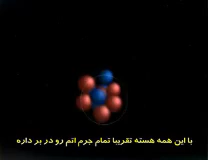 با این همه هسته تقریبا تمام جرم اتم رو در بر داره